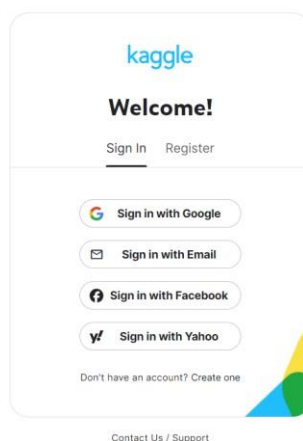 kaggle
Welcome!
Sign In Register
Sign in with Google
Sign in with Email
Sign in with Facebook
y! Sign in with Yahoo
Don't have an account? Create one
Contact Us / Support